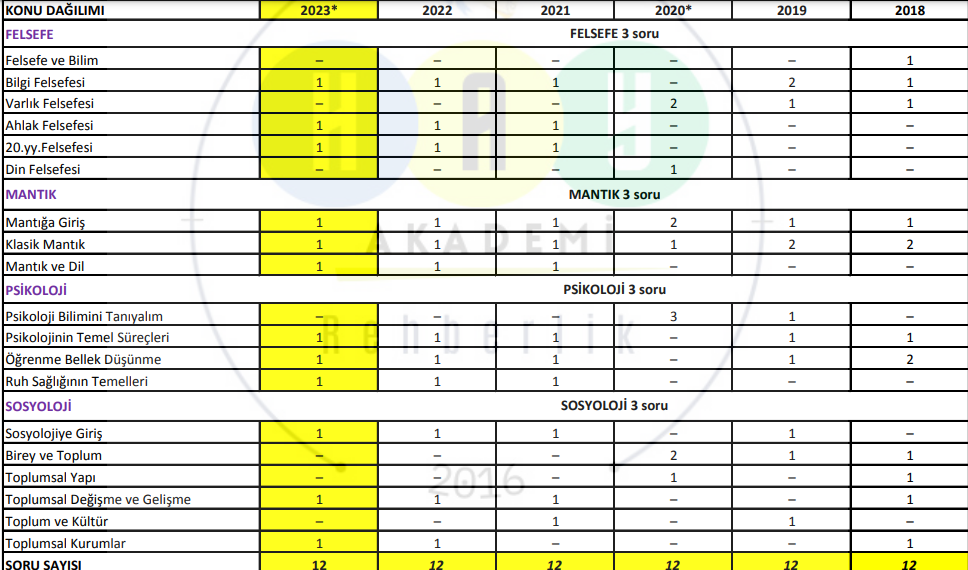 KONU DAĞILIMI 2023* 2022 2021 2020* 2019 2018
FELSEFE FELSEFE 3 soru
Felsefe ve Bilim – – – – – 1
Bilgi Felsefesi 1 1 1 – 2 1
Varlık Felsefesi – – – 2 1 1
Ahlak Felsefesi 1 1 1 – – –
20.yy.Felsefesi 1 1 1 – – –
Din Felsefesi – – – 1 – –
MANTIK MANTIK 3 soru
Mantığa Giriş 1 1 1 2 1 1
Klasik Mantık 1 1 1 1 2 2
Mantık ve Dil 1 1 1 – – –
PSİKOLOJİ PSİKOLOJİ 3 soru
Psikoloji Bilimini Tanıyalım – – – 3 1 –
Psikolojinin Temel Süreçleri 1 1 1 – 1 1
Öğrenme Bellek Düşünme 1 1 1 – 1 2
Ruh Sağlığının Temelleri 1 1 1 – – –
SOSYOLOJİ SOSYOLOJİ 3 soru
Sosyolojiye Giriş 1 1 1 – 1 –
Birey ve Toplum – – – 2 1 1
Toplumsal Yapı – – – 1 – 1
Toplumsal Değişme ve Gelişme 1 1 1 – – 1
Toplum ve Kültür – – 1 – 1 –
Toplumsal Kurumlar 1 1 – – – 1
SORU SAYISI 12 12 12 12 12 12
HAY
AKADEMİ
Rehberlik
2016